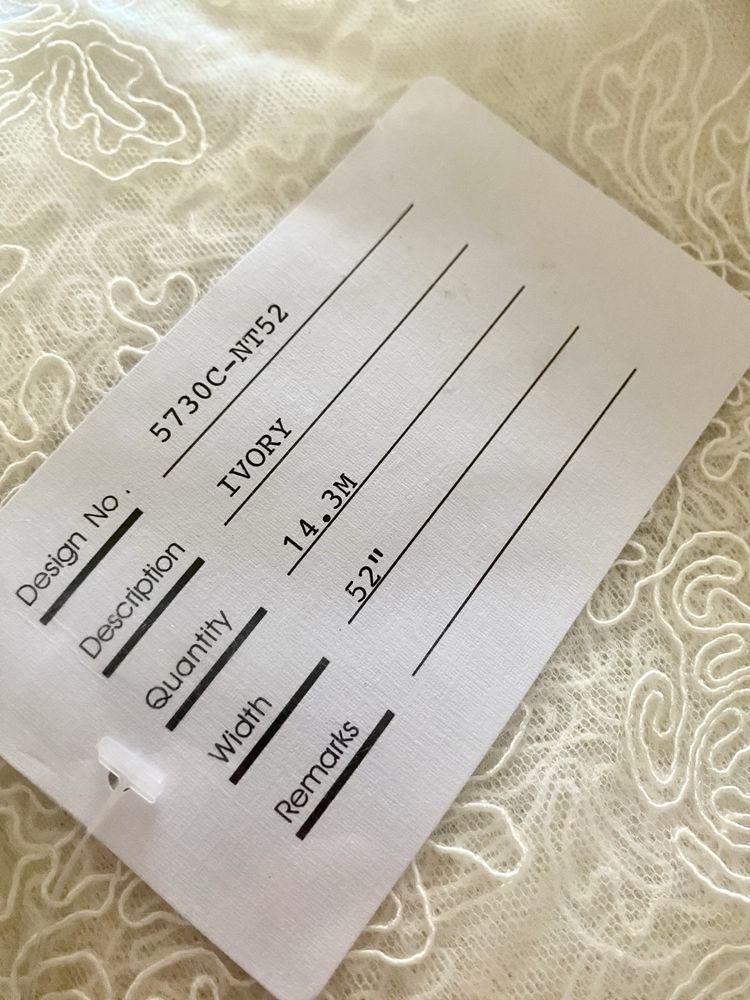 Design No. 5730C-NT52
Description IVORY
Quantity 14.3M
Width 52"
Remarks